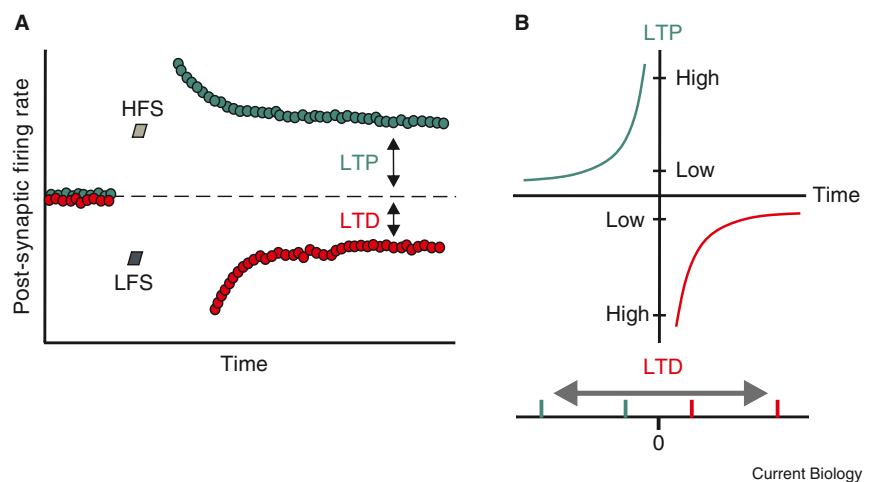 A
Post-synaptic firing rate
HFS
LTP
LTD
LFS
Time
B
LTP
High
Low
Time
Low
High
LTD
0
Current Biology